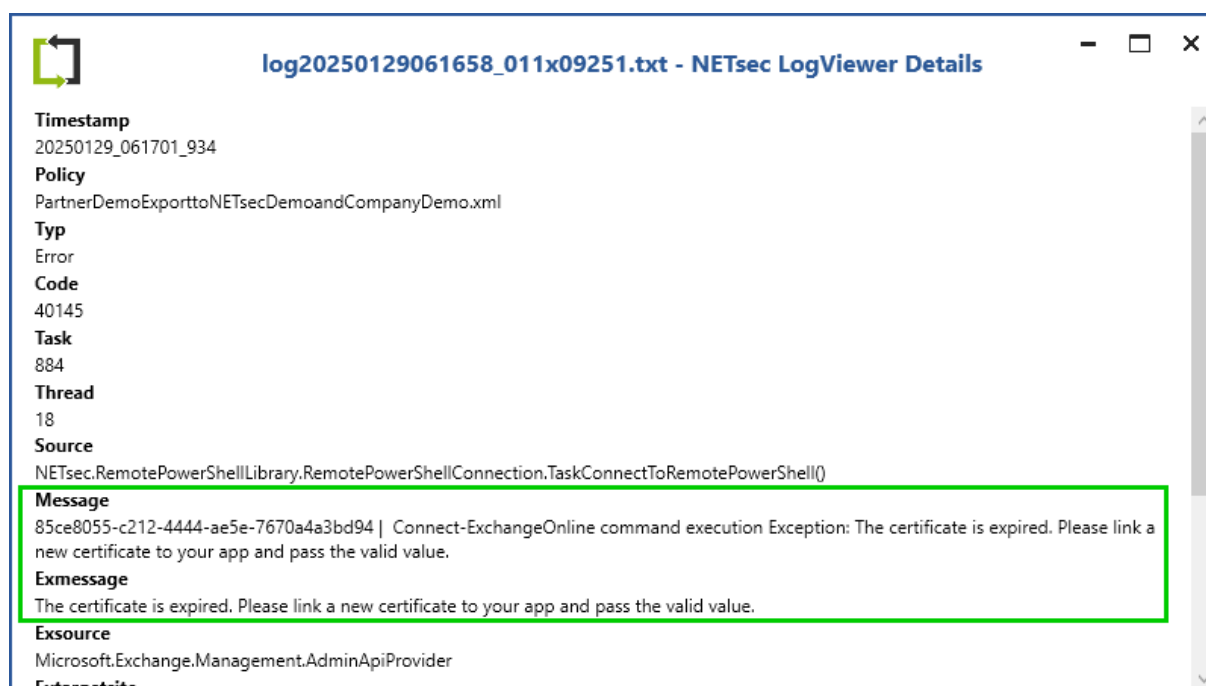 log20250129061658_011x09251.txt - NETsec LogViewer Details
Timestamp
20250129_061701_934
Policy
PartnerDemoExporttoNETsecDemoandCompanyDemo.xml
Typ
Error
Code
40145
Task
884
Thread
18
Source
NETsec.RemotePowerShellLibrary.RemotePowerShellConnection.TaskConnectToRemotePowerShell()
Message
85ce8055-c212-4444-ae5e-7670a4a3bd94 |  Connect-ExchangeOnline command execution Exception: The certificate is expired. Please link a
new certificate to your app and pass the valid value.
Exmessage
The certificate is expired. Please link a new certificate to your app and pass the valid value.
Exsource
Microsoft.Exchange.Management.AdminApiProvider